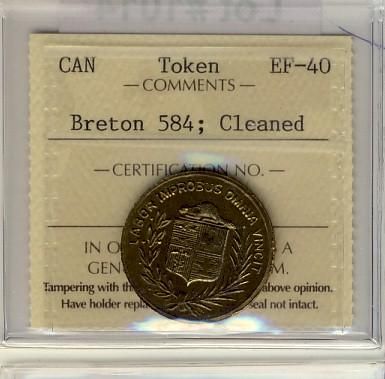 CAN Token EF-40
— COMMENTS —
Breton 584; Cleaned
— CERTIFICATION NO. —
LABOR IMPROBUS OMNIA VINCIT
IN O A
GEN M.
Tampering with th above opinion.
Have holder repla seal not intact.